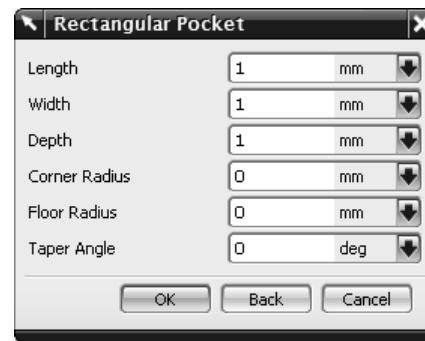 Rectangular Pocket
Length 1 mm
Width 1 mm
Depth 1 mm
Corner Radius 0 mm
Floor Radius 0 mm
Taper Angle 0 deg
OK Back Cancel